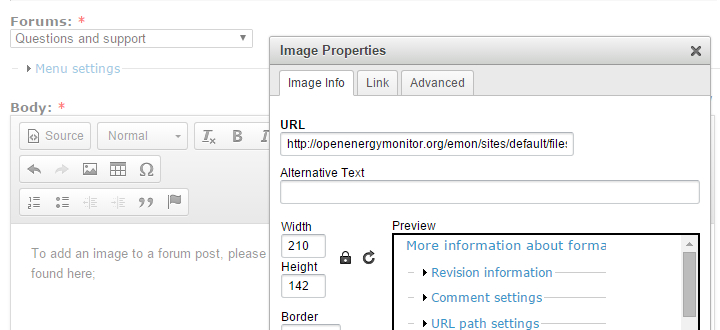 Forums: *
Questions and support
Menu settings
Body: *
Source
Normal
B
I
To add an image to a forum post, please
found here;
Image Properties
Image Info
Link
Advanced
URL
http://openenergymonitor.org/emon/sites/default/files
Alternative Text
Width
210
Height
142
Border
Preview
More information about forma
Revision information
Comment settings
URL path settings